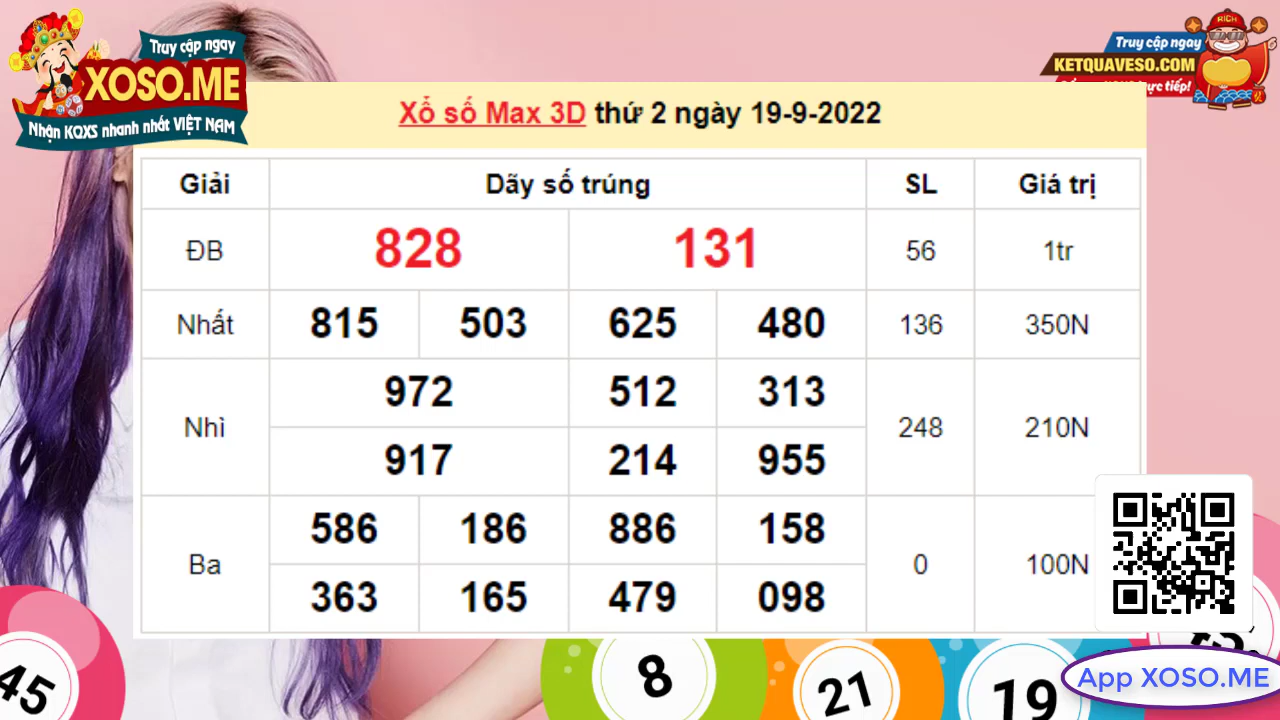 Truy cập ngay
XOSO.ME
Nhận KQXS nhanh nhất VIỆT NAM
RICH
Truy cập ngay
KETQUAVESO.COM
trực tiếp!
Xổ số Max 3D thứ 2 ngày 19-9-2022
Giải Dãy số trúng SL Giá trị
ĐB 828 131 56 1tr
Nhất 815 503 625 480 136 350N
Nhì 972 512 313 248 210N
917 214 955
Ba 586 186 886 158 0 100N
363 165 479 098
45 8 21 19
App XOSO.ME